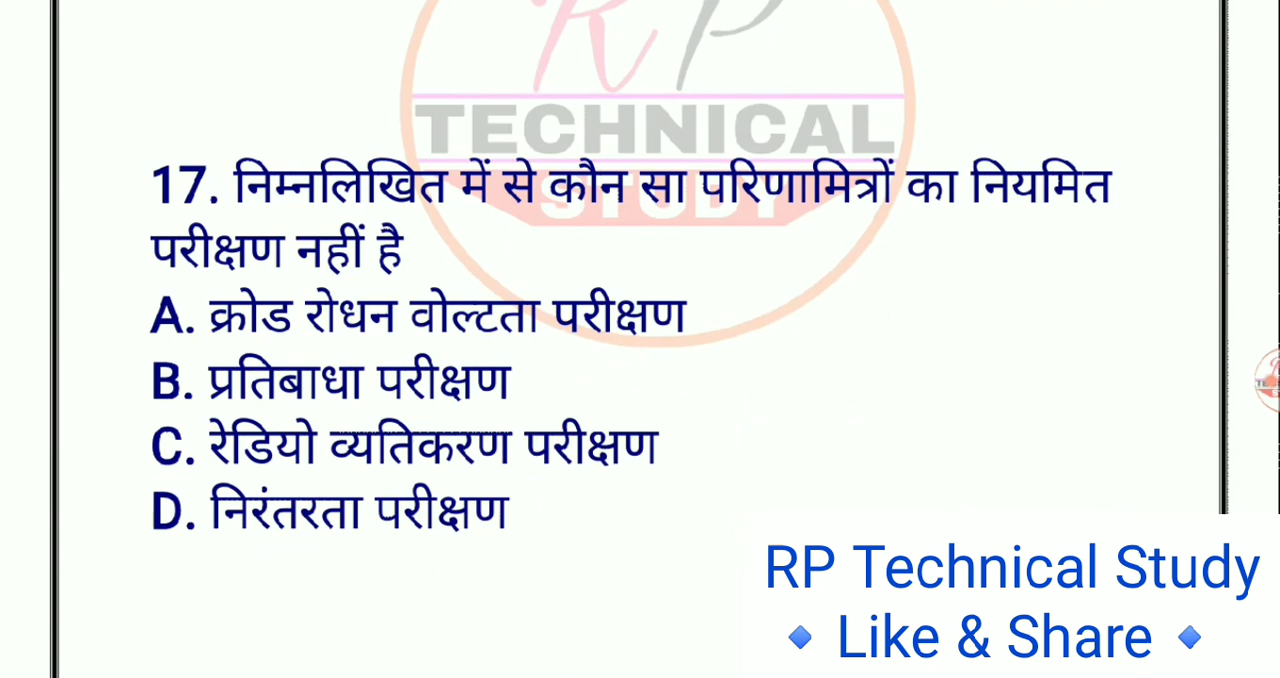 RP
TECHNICAL
STUDY
17. निम्नलिखित में से कौन सा परिणामित्रों का नियमित
परीक्षण नहीं है
A. क्रोड रोधन वोल्टता परीक्षण
B. प्रतिबाधा परीक्षण
C. रेडियो व्यतिकरण परीक्षण
D. निरंतरता परीक्षण
RP Technical Study
🔹 Like & Share 🔹